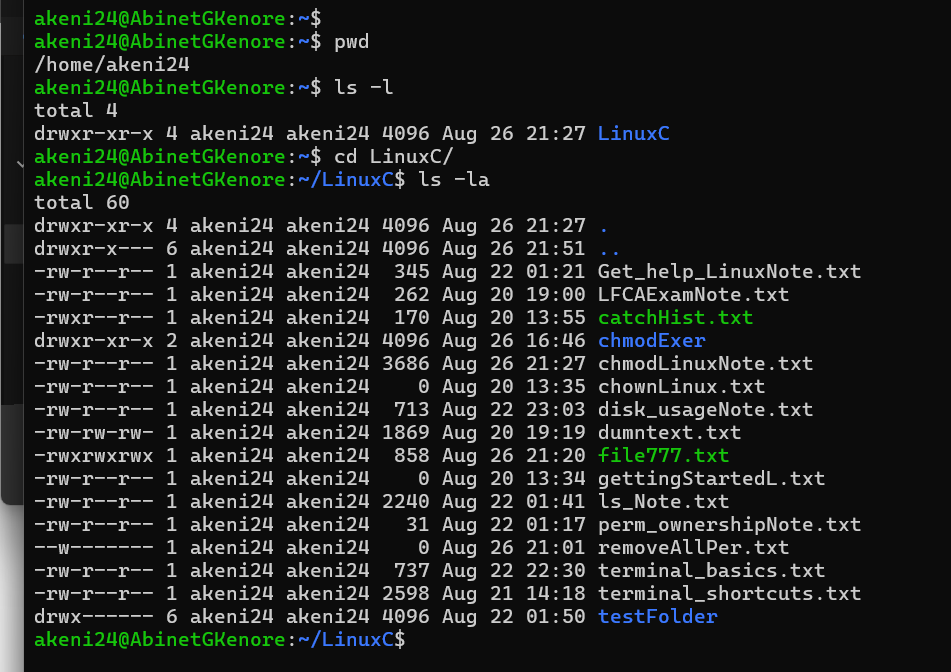 akeni24@AbinetGKenore:~$
akeni24@AbinetGKenore:~$ pwd
/home/akeni24
akeni24@AbinetGKenore:~$ ls -l
total 4
drwxr-xr-x 4 akeni24 akeni24 4096 Aug 26 21:27 LinuxC
akeni24@AbinetGKenore:~$ cd LinuxC/
akeni24@AbinetGKenore:~/LinuxC$ ls -la
total 60
drwxr-xr-x 4 akeni24 akeni24 4096 Aug 26 21:27 .
drwxr-x--- 6 akeni24 akeni24 4096 Aug 26 21:51 ..
-rw-r--r-- 1 akeni24 akeni24  345 Aug 22 01:21 Get_help_LinuxNote.txt
-rw-r--r-- 1 akeni24 akeni24  262 Aug 20 19:00 LFCAExamNote.txt
-rwxr--r-- 1 akeni24 akeni24  170 Aug 20 13:55 catchHist.txt
drwxr-xr-x 2 akeni24 akeni24 4096 Aug 26 16:46 chmodExer
-rw-r--r-- 1 akeni24 akeni24 3686 Aug 26 21:27 chmodLinuxNote.txt
-rw-r--r-- 1 akeni24 akeni24    0 Aug 20 13:35 chownLinux.txt
-rw-r--r-- 1 akeni24 akeni24  713 Aug 22 23:03 disk_usageNote.txt
-rw-rw-rw- 1 akeni24 akeni24 1869 Aug 20 19:19 dumntext.txt
-rwxrwxrwx 1 akeni24 akeni24  858 Aug 26 21:20 file777.txt
-rw-r--r-- 1 akeni24 akeni24    0 Aug 20 13:34 gettingStartedL.txt
-rw-r--r-- 1 akeni24 akeni24 2240 Aug 22 01:41 ls_Note.txt
-rw-r--r-- 1 akeni24 akeni24   31 Aug 22 01:17 perm_ownershipNote.txt
--w------- 1 akeni24 akeni24    0 Aug 26 21:01 removeAllPer.txt
-rw-r--r-- 1 akeni24 akeni24  737 Aug 22 22:30 terminal_basics.txt
-rw-r--r-- 1 akeni24 akeni24 2598 Aug 21 14:18 terminal_shortcuts.txt
drwx------ 6 akeni24 akeni24 4096 Aug 22 01:50 testFolder
akeni24@AbinetGKenore:~/LinuxC$